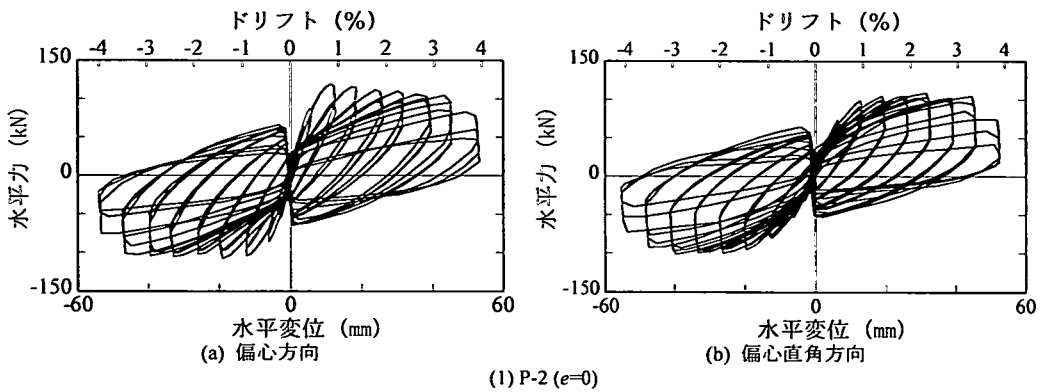 ドリフト (%)
-4 -3 -2 -1 0 1 2 3 4
150
0
-150
水平力 (kN)
-60 0 60
水平変位 (mm)
(a) 偏心方向
ドリフト (%)
-4 -3 -2 -1 0 1 2 3 4
150
0
-150
水平力 (kN)
-60 0 60
水平変位 (mm)
(b) 偏心直角方向
(1) P-2 (e=0)